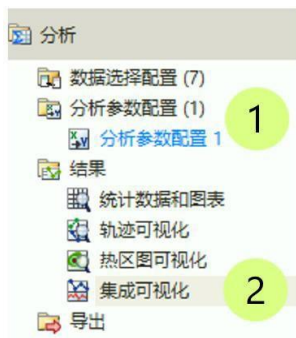 分析
数据选择配置 (7)
分析参数配置 (1)
1
分析参数配置 1
结果
统计数据和图表
轨迹可视化
热区图可视化
集成可视化
2
导出